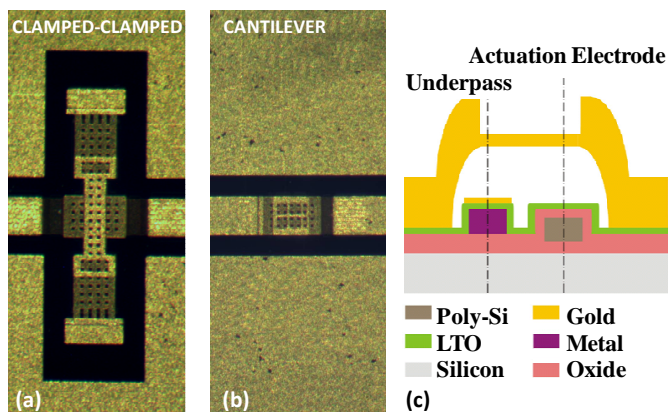 CLAMPED-CLAMPED
CANTILEVER
Actuation Electrode
Underpass
Poly-Si
Gold
LTO
Metal
Silicon
Oxide
(a)
(b)
(c)